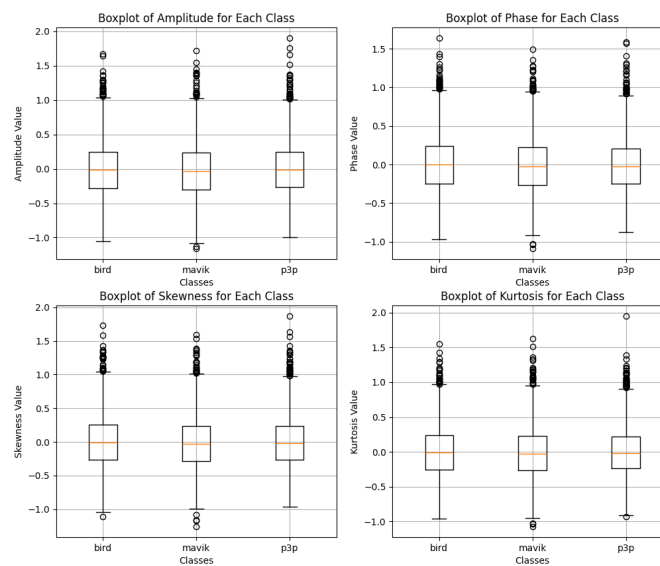 Boxplot of Amplitude for Each Class
2.0
1.5
1.0
0.5
0.0
−0.5
−1.0
Amplitude Value
bird mavik p3p
Classes
Boxplot of Phase for Each Class
1.5
1.0
0.5
0.0
−0.5
−1.0
Phase Value
bird mavik p3p
Classes
Boxplot of Skewness for Each Class
2.0
1.5
1.0
0.5
0.0
−0.5
−1.0
Skewness Value
bird mavik p3p
Classes
Boxplot of Kurtosis for Each Class
2.0
1.5
1.0
0.5
0.0
−0.5
−1.0
Kurtosis Value
bird mavik p3p
Classes